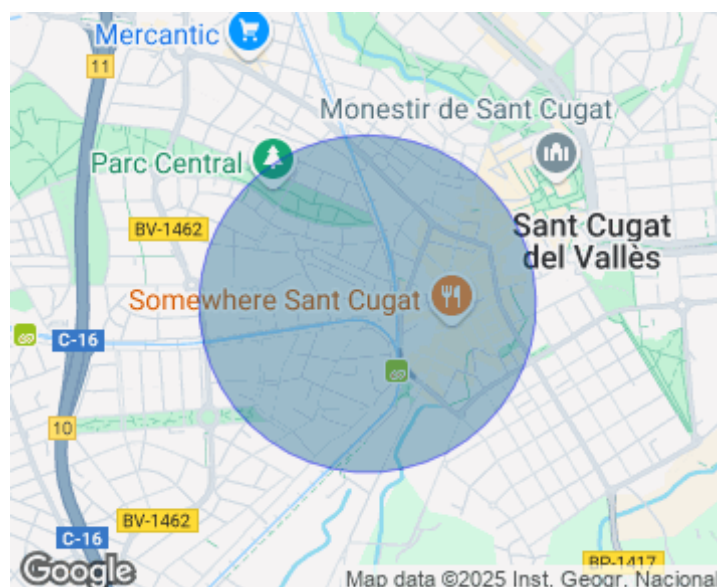 Mercantic
11
Monestir de Sant Cugat
Parc Central
BV-1462
Sant Cugat
del Vallès
Somewhere Sant Cugat
C-16
10
BV-1462
C-16
BP-1417
Google
Map data ©2025 Inst. Geogr. Nacional